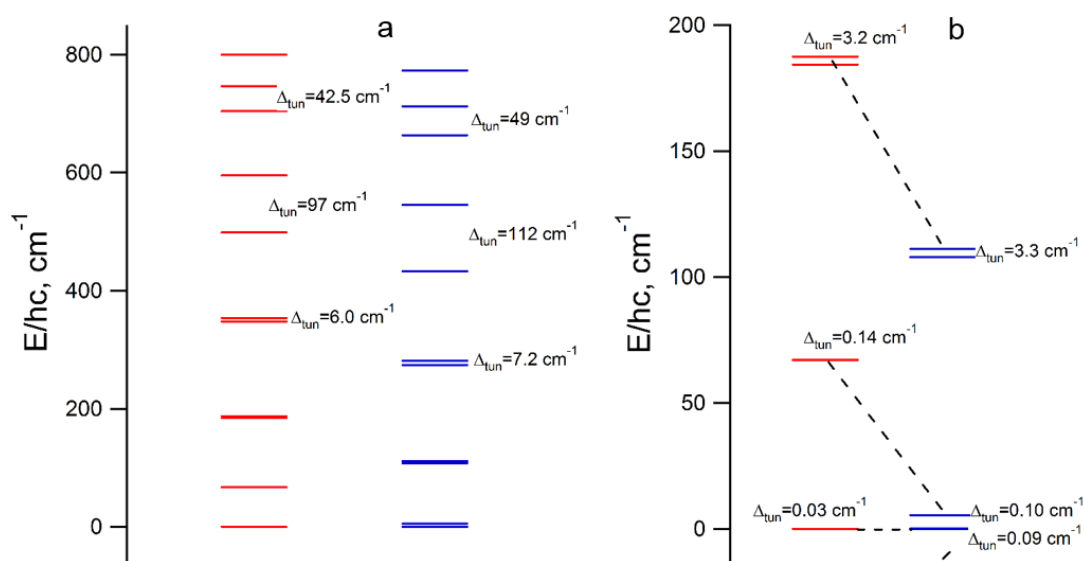 a
800
600
400
200
0
E/hc, cm⁻¹
Δtun=42.5 cm⁻¹
Δtun=49 cm⁻¹
Δtun=97 cm⁻¹
Δtun=112 cm⁻¹
Δtun=6.0 cm⁻¹
Δtun=7.2 cm⁻¹
b
200
150
100
50
0
E/hc, cm⁻¹
Δtun=3.2 cm⁻¹
Δtun=3.3 cm⁻¹
Δtun=0.14 cm⁻¹
Δtun=0.03 cm⁻¹
Δtun=0.10 cm⁻¹
Δtun=0.09 cm⁻¹